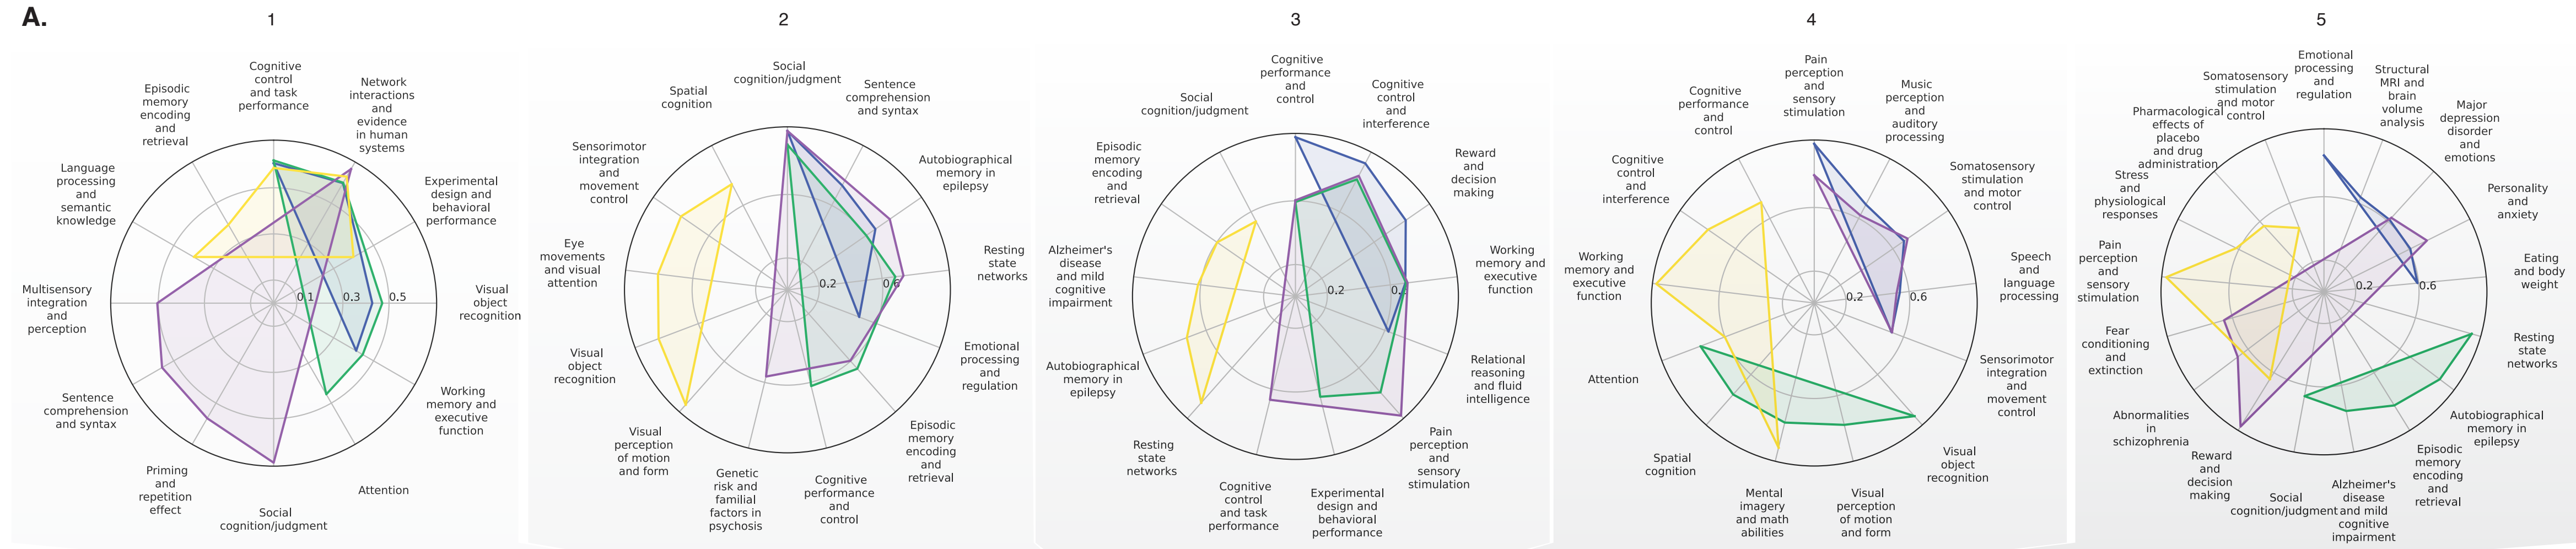 A.
1
Cognitive
control
and task
performance
Network
interactions
and
evidence
in human
systems
Experimental
design and
behavioral
performance
Visual
object
recognition
Working
memory and
executive
function
Attention
Social
cognition/judgment
Priming
and
repetition
effect
Sentence
comprehension
and syntax
Multisensory
integration
and
perception
Language
processing
and
semantic
knowledge
Episodic
memory
encoding
and
retrieval
0.1
0.3
0.5
2
Social
cognition/judgment
Sentence
comprehension
and syntax
Autobiographical
memory in
epilepsy
Resting
state
networks
Emotional
processing
and
regulation
Episodic
memory
encoding
and
retrieval
Cognitive
performance
and
control
Genetic
risk and
familial
factors in
psychosis
Visual
perception
of motion
and form
Visual
object
recognition
Eye
movements
and visual
attention
Sensorimotor
integration
and
movement
control
Spatial
cognition
0.2
0.6
3
Cognitive
performance
and
control
Cognitive
control
and
interference
Reward
and
decision
making
Working
memory and
executive
function
Relational
reasoning
and fluid
intelligence
Pain
perception
and
sensory
stimulation
Experimental
design and
behavioral
performance
Cognitive
control
and task
performance
Resting
state
networks
Autobiographical
memory in
epilepsy
Alzheimer's
disease
and mild
cognitive
impairment
Episodic
memory
encoding
and
retrieval
Social
cognition/judgment
0.2
4
Pain
perception
and
sensory
stimulation
Music
perception
and
auditory
processing
Somatosensory
stimulation
and motor
control
Speech
and
language
processing
Sensorimotor
integration
and
movement
control
Visual
object
recognition
Visual
perception
of motion
and form
Mental
imagery
and math
abilities
Spatial
cognition
Attention
Working
memory and
executive
function
Cognitive
control
and
interference
Cognitive
performance
and
control
0.2
0.6
5
Emotional
processing
and
regulation
Structural
MRI and
brain
volume
analysis
Major
depression
disorder
and
emotions
Personality
and
anxiety
Eating
and body
weight
Resting
state
networks
Autobiographical
memory in
epilepsy
Episodic
memory
encoding
and
retrieval
Alzheimer's
disease
and mild
cognitive
impairment
Social
cognition/judgment
Reward
and
decision
making
Abnormalities
in
schizophrenia
Fear
conditioning
and
extinction
Pain
perception
and
sensory
stimulation
Stress
and
physiological
responses
Pharmacological
effects of
placebo
and drug
administration
Somatosensory
stimulation
and motor
control
0.2
0.6